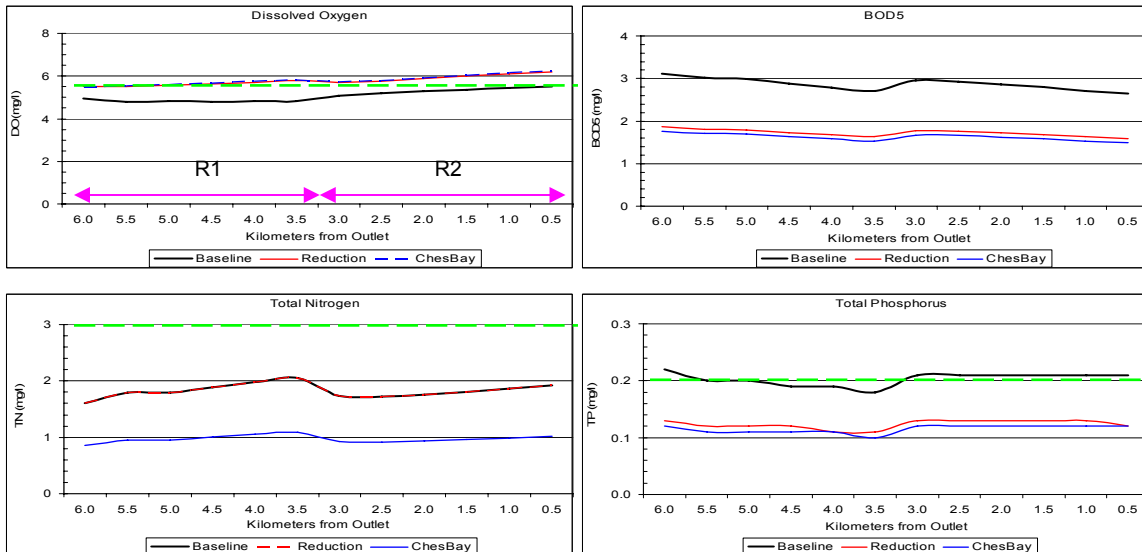 Dissolved Oxygen
8
6
4
2
0
DO(mg/l)
R1 R2
6.0 5.5 5.0 4.5 4.0 3.5 3.0 2.5 2.0 1.5 1.0 0.5
Kilometers from Outlet
Baseline Reduction ChesBay
BOD5
4
3
2
1
0
BOD5 (mg/l)
6.0 5.5 5.0 4.5 4.0 3.5 3.0 2.5 2.0 1.5 1.0 0.5
Kilometers from Outlet
Baseline Reduction ChesBay
Total Nitrogen
3
2
1
0
TN (mg/l)
6.0 5.5 5.0 4.5 4.0 3.5 3.0 2.5 2.0 1.5 1.0 0.5
Kilometers from Outlet
Baseline Reduction ChesBay
Total Phosphorus
0.3
0.2
0.1
0.0
TP (mg/l)
6.0 5.5 5.0 4.5 4.0 3.5 3.0 2.5 2.0 1.5 1.0 0.5
Kilometers from Outlet
Baseline Reduction ChesBay